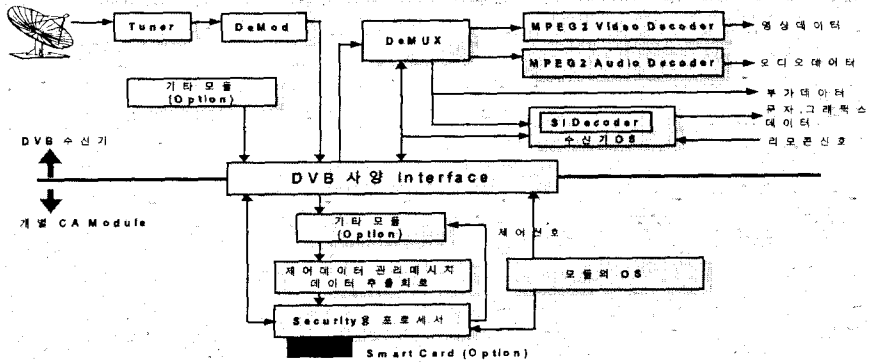 Tuner
DeMod
DeMUX
MPEG2 Video Decoder
영상데이터
MPEG2 Audio Decoder
오디오데이터
부가데이터
기타 모듈
(Option)
문자,그래픽스
데이터
SI Decoder
수신기 OS
리모콘신호
DVB 수신기
DVB 사양 Interface
개별 CA Module
기타 모듈
(Option)
제어신호
제어데이터 관리메시지
데이터 추출회로
모듈의 OS
Security용 프로세서
Smart Card (Option)